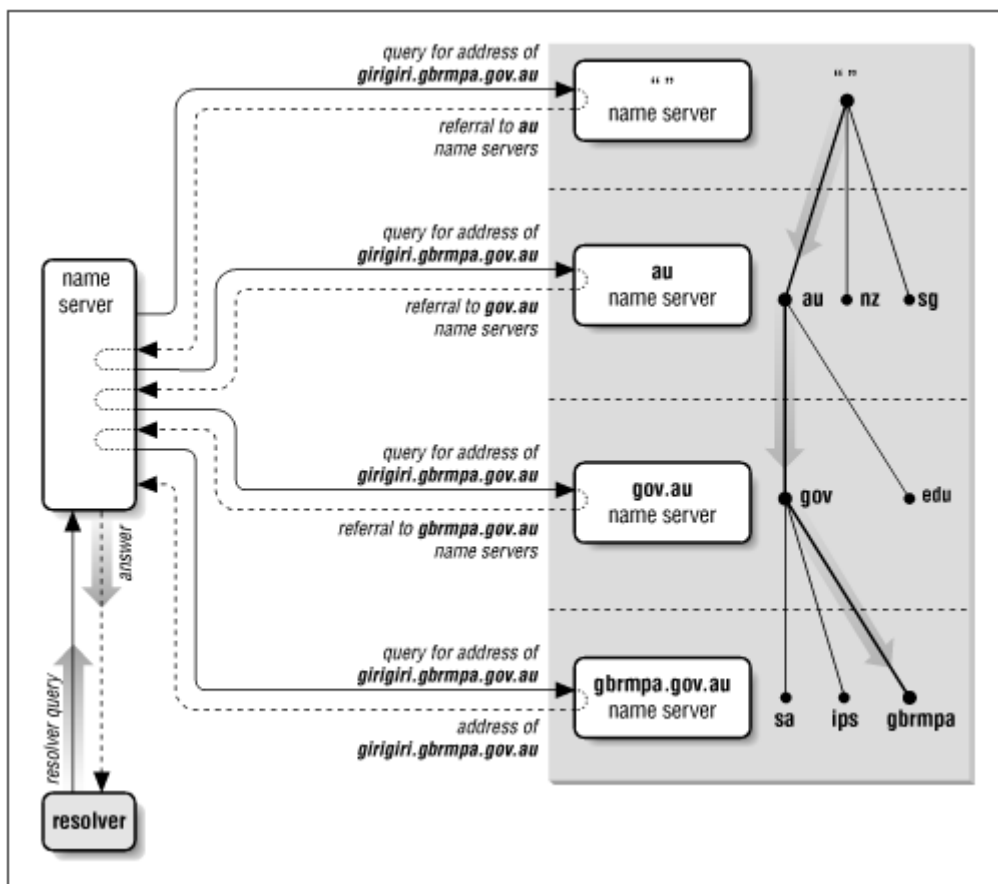 query for address of
girigiri.gbrmpa.gov.au
“ ”
name server
“ ”
referral to au
name servers
query for address of
girigiri.gbrmpa.gov.au
name
server
au
name server
au
nz
sg
referral to gov.au
name servers
query for address of
girigiri.gbrmpa.gov.au
gov.au
name server
gov
edu
referral to gbrmpa.gov.au
name servers
answer
resolver query
query for address of
girigiri.gbrmpa.gov.au
gbrmpa.gov.au
name server
sa
ips
gbrmpa
address of
girigiri.gbrmpa.gov.au
resolver